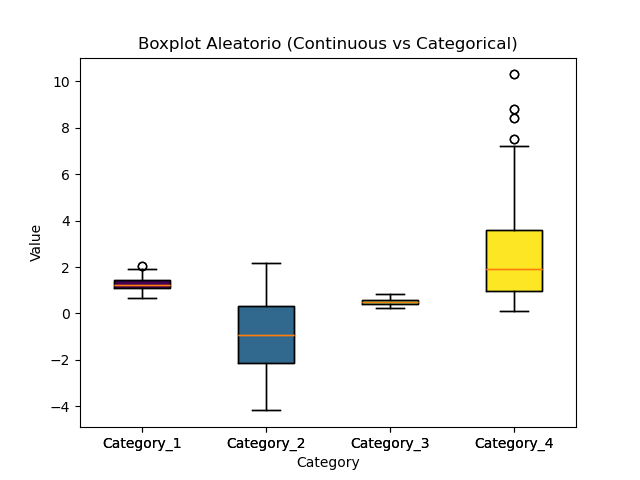 Boxplot Aleatorio (Continuous vs Categorical)
10
8
6
4
2
0
−2
−4
Value
Category_1 Category_2 Category_3 Category_4
Category